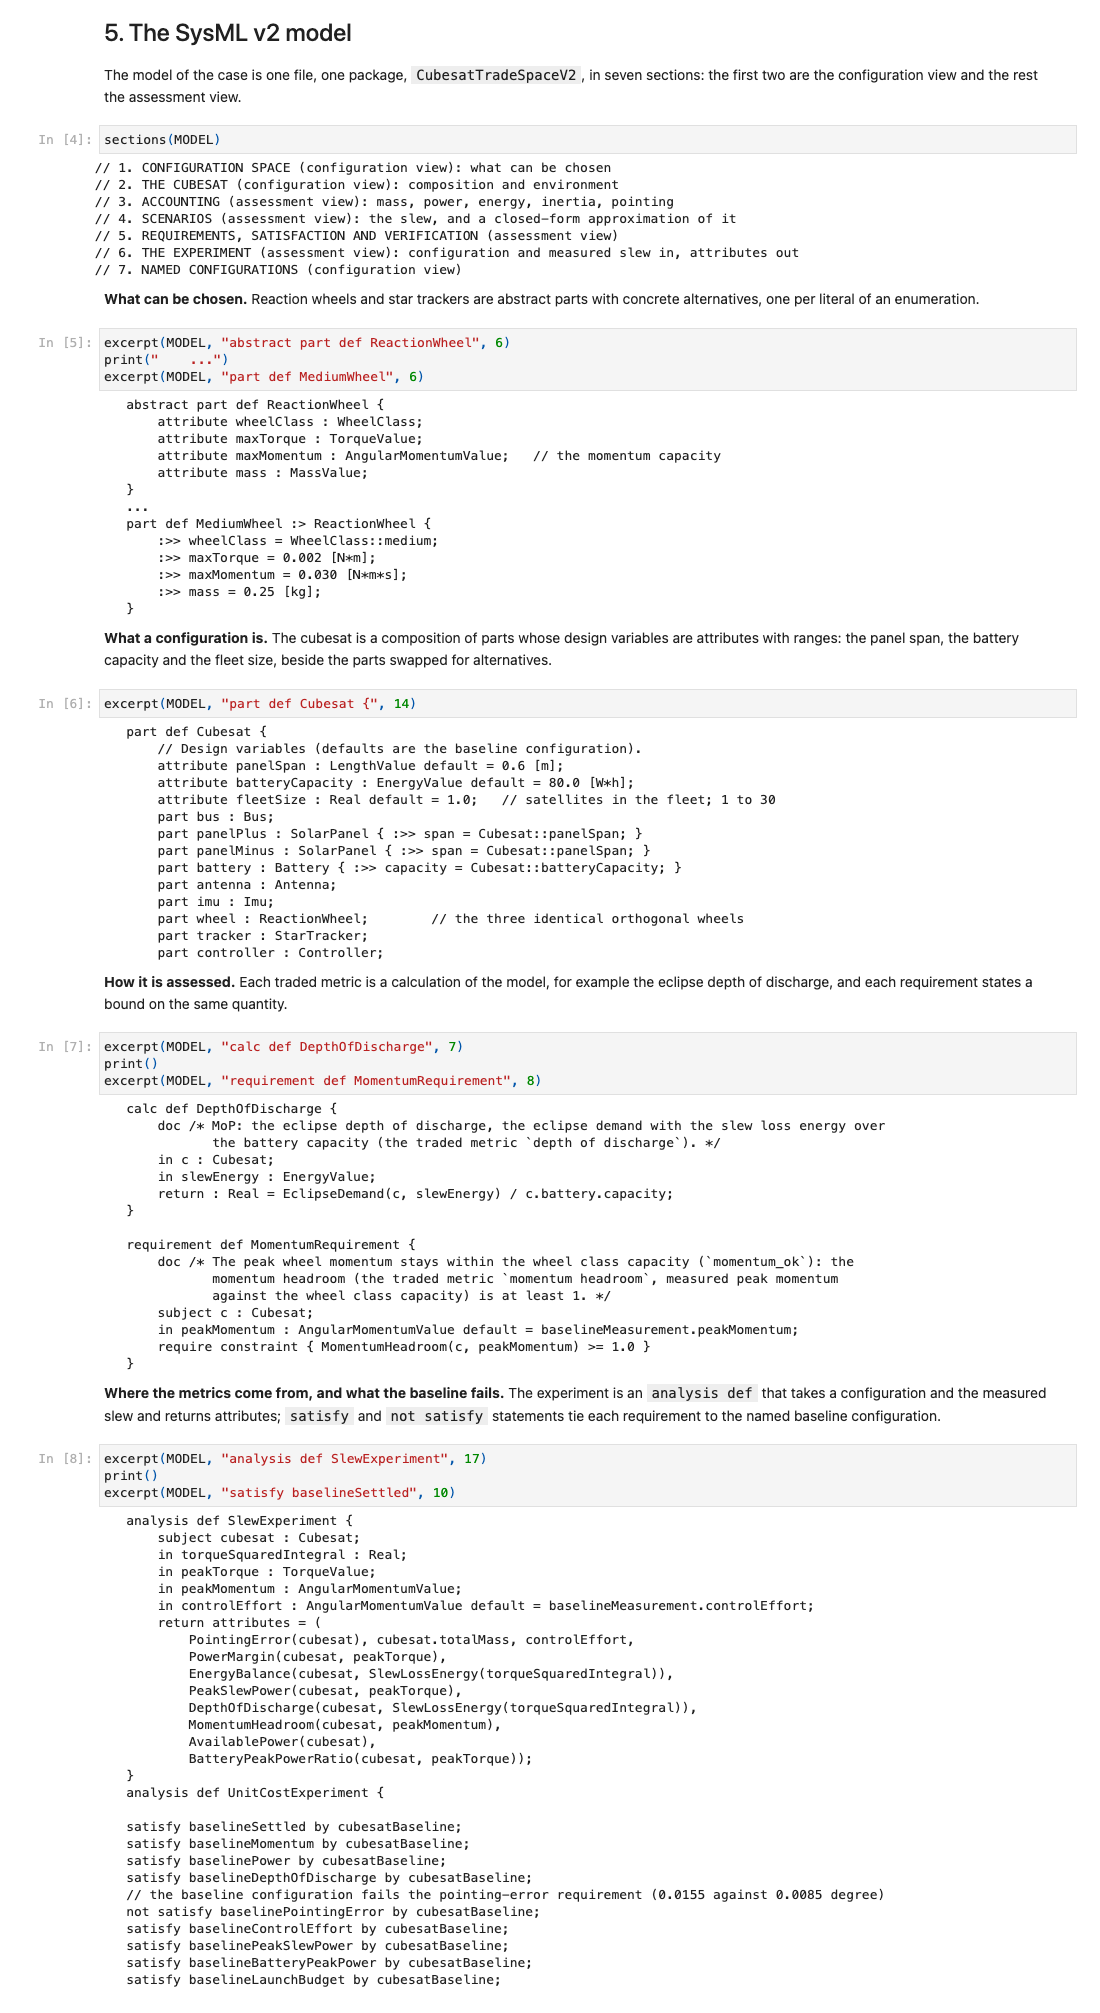 5. The SysML v2 model
The model of the case is one file, one package, CubesatTradeSpaceV2, in seven sections: the first two are the configuration view and the rest
the assessment view.
In [4]: sections(MODEL)
// 1. CONFIGURATION SPACE (configuration view): what can be chosen
// 2. THE CUBESAT (configuration view): composition and environment
// 3. ACCOUNTING (assessment view): mass, power, energy, inertia, pointing
// 4. SCENARIOS (assessment view): the slew, and a closed-form approximation of it
// 5. REQUIREMENTS, SATISFACTION AND VERIFICATION (assessment view)
// 6. THE EXPERIMENT (assessment view): configuration and measured slew in, attributes out
// 7. NAMED CONFIGURATIONS (configuration view)
What can be chosen. Reaction wheels and star trackers are abstract parts with concrete alternatives, one per literal of an enumeration.
In [5]: excerpt(MODEL, "abstract part def ReactionWheel", 6)
print("    ...")
excerpt(MODEL, "part def MediumWheel", 6)
abstract part def ReactionWheel {
    attribute wheelClass : WheelClass;
    attribute maxTorque : TorqueValue;
    attribute maxMomentum : AngularMomentumValue;   // the momentum capacity
    attribute mass : MassValue;
}
...
part def MediumWheel :> ReactionWheel {
    :>> wheelClass = WheelClass::medium;
    :>> maxTorque = 0.002 [N*m];
    :>> maxMomentum = 0.030 [N*m*s];
    :>> mass = 0.25 [kg];
}
What a configuration is. The cubesat is a composition of parts whose design variables are attributes with ranges: the panel span, the battery
capacity and the fleet size, beside the parts swapped for alternatives.
In [6]: excerpt(MODEL, "part def Cubesat {", 14)
part def Cubesat {
    // Design variables (defaults are the baseline configuration).
    attribute panelSpan : LengthValue default = 0.6 [m];
    attribute batteryCapacity : EnergyValue default = 80.0 [W*h];
    attribute fleetSize : Real default = 1.0;   // satellites in the fleet; 1 to 30
    part bus : Bus;
    part panelPlus : SolarPanel { :>> span = Cubesat::panelSpan; }
    part panelMinus : SolarPanel { :>> span = Cubesat::panelSpan; }
    part battery : Battery { :>> capacity = Cubesat::batteryCapacity; }
    part antenna : Antenna;
    part imu : Imu;
    part wheel : ReactionWheel;        // the three identical orthogonal wheels
    part tracker : StarTracker;
    part controller : Controller;
How it is assessed. Each traded metric is a calculation of the model, for example the eclipse depth of discharge, and each requirement states a
bound on the same quantity.
In [7]: excerpt(MODEL, "calc def DepthOfDischarge", 7)
print()
excerpt(MODEL, "requirement def MomentumRequirement", 8)
calc def DepthOfDischarge {
    doc /* MoP: the eclipse depth of discharge, the eclipse demand with the slew loss energy over
           the battery capacity (the traded metric `depth of discharge`). */
    in c : Cubesat;
    in slewEnergy : EnergyValue;
    return : Real = EclipseDemand(c, slewEnergy) / c.battery.capacity;
}
requirement def MomentumRequirement {
    doc /* The peak wheel momentum stays within the wheel class capacity (`momentum_ok`): the
           momentum headroom (the traded metric `momentum headroom`, measured peak momentum
           against the wheel class capacity) is at least 1. */
    subject c : Cubesat;
    in peakMomentum : AngularMomentumValue default = baselineMeasurement.peakMomentum;
    require constraint { MomentumHeadroom(c, peakMomentum) >= 1.0 }
}
Where the metrics come from, and what the baseline fails. The experiment is an analysis def that takes a configuration and the measured
slew and returns attributes; satisfy and not satisfy statements tie each requirement to the named baseline configuration.
In [8]: excerpt(MODEL, "analysis def SlewExperiment", 17)
print()
excerpt(MODEL, "satisfy baselineSettled", 10)
analysis def SlewExperiment {
    subject cubesat : Cubesat;
    in torqueSquaredIntegral : Real;
    in peakTorque : TorqueValue;
    in peakMomentum : AngularMomentumValue;
    in controlEffort : AngularMomentumValue default = baselineMeasurement.controlEffort;
    return attributes = (
        PointingError(cubesat), cubesat.totalMass, controlEffort,
        PowerMargin(cubesat, peakTorque),
        EnergyBalance(cubesat, SlewLossEnergy(torqueSquaredIntegral)),
        PeakSlewPower(cubesat, peakTorque),
        DepthOfDischarge(cubesat, SlewLossEnergy(torqueSquaredIntegral)),
        MomentumHeadroom(cubesat, peakMomentum),
        AvailablePower(cubesat),
        BatteryPeakPowerRatio(cubesat, peakTorque));
}
analysis def UnitCostExperiment {
satisfy baselineSettled by cubesatBaseline;
satisfy baselineMomentum by cubesatBaseline;
satisfy baselinePower by cubesatBaseline;
satisfy baselineDepthOfDischarge by cubesatBaseline;
// the baseline configuration fails the pointing-error requirement (0.0155 against 0.0085 degree)
not satisfy baselinePointingError by cubesatBaseline;
satisfy baselineControlEffort by cubesatBaseline;
satisfy baselinePeakSlewPower by cubesatBaseline;
satisfy baselineBatteryPeakPower by cubesatBaseline;
satisfy baselineLaunchBudget by cubesatBaseline;